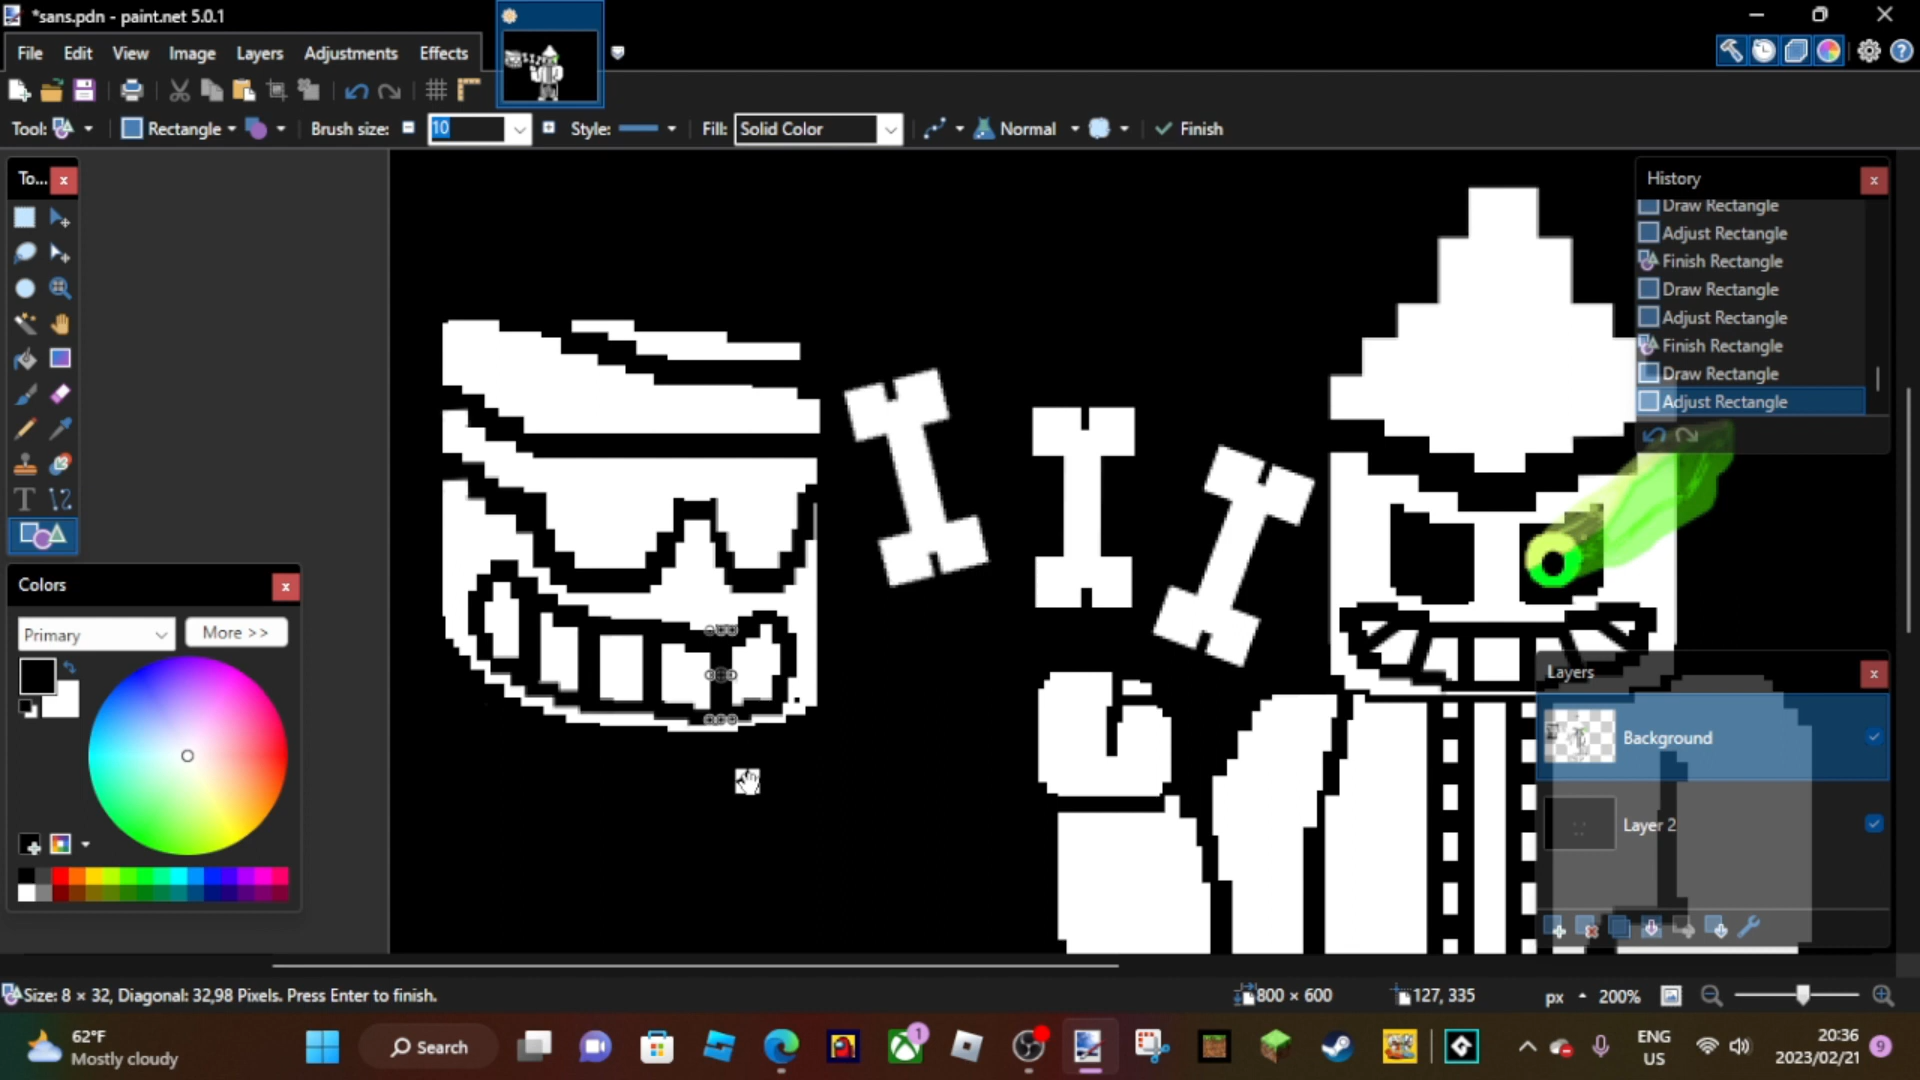 *sans.pdn - paint.net 5.0.1
File Edit View Image Layers Adjustments Effects
Tool: Rectangle Brush size: 10 Style: Fill: Solid Color Normal Finish
To...
History
Draw Rectangle
Adjust Rectangle
Finish Rectangle
Draw Rectangle
Adjust Rectangle
Finish Rectangle
Draw Rectangle
Adjust Rectangle
Colors
Primary
More >>
Layers
Background
Layer 2
Size: 8 × 32, Diagonal: 32,98 Pixels. Press Enter to finish.
800 × 600
127, 335
px
200%
62°F
Mostly cloudy
Search
1
ENG
US
20:36
2023/02/21
9